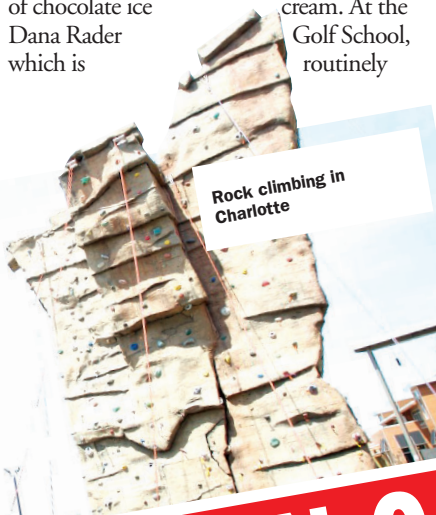 of chocolate ice cream. At the
Dana Rader Golf School,
which is routinely
Rock climbing in
Charlotte